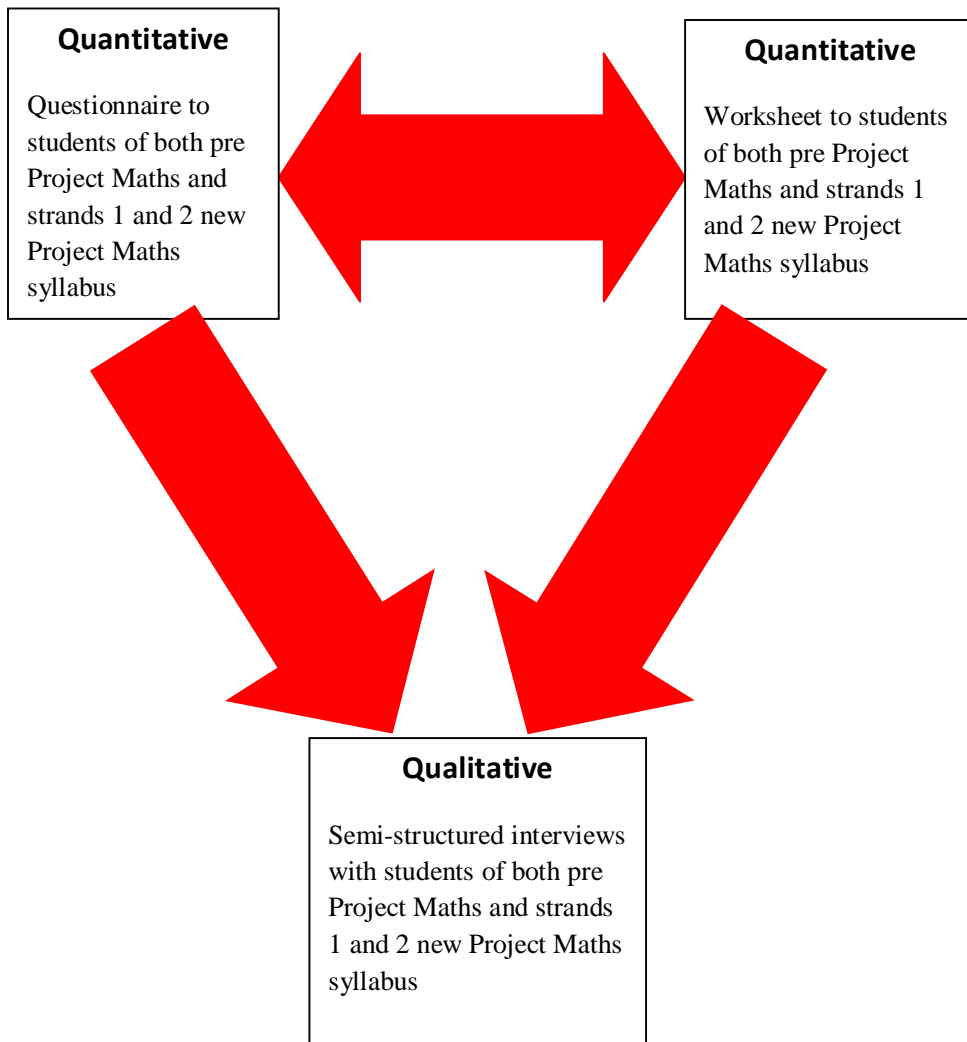 Quantitative
Questionnaire to
students of both pre
Project Maths and
strands 1 and 2 new
Project Maths
syllabus
Quantitative
Worksheet to students
of both pre Project
Maths and strands 1
and 2 new Project
Maths syllabus
Qualitative
Semi-structured interviews
with students of both pre
Project Maths and strands
1 and 2 new Project Maths
syllabus